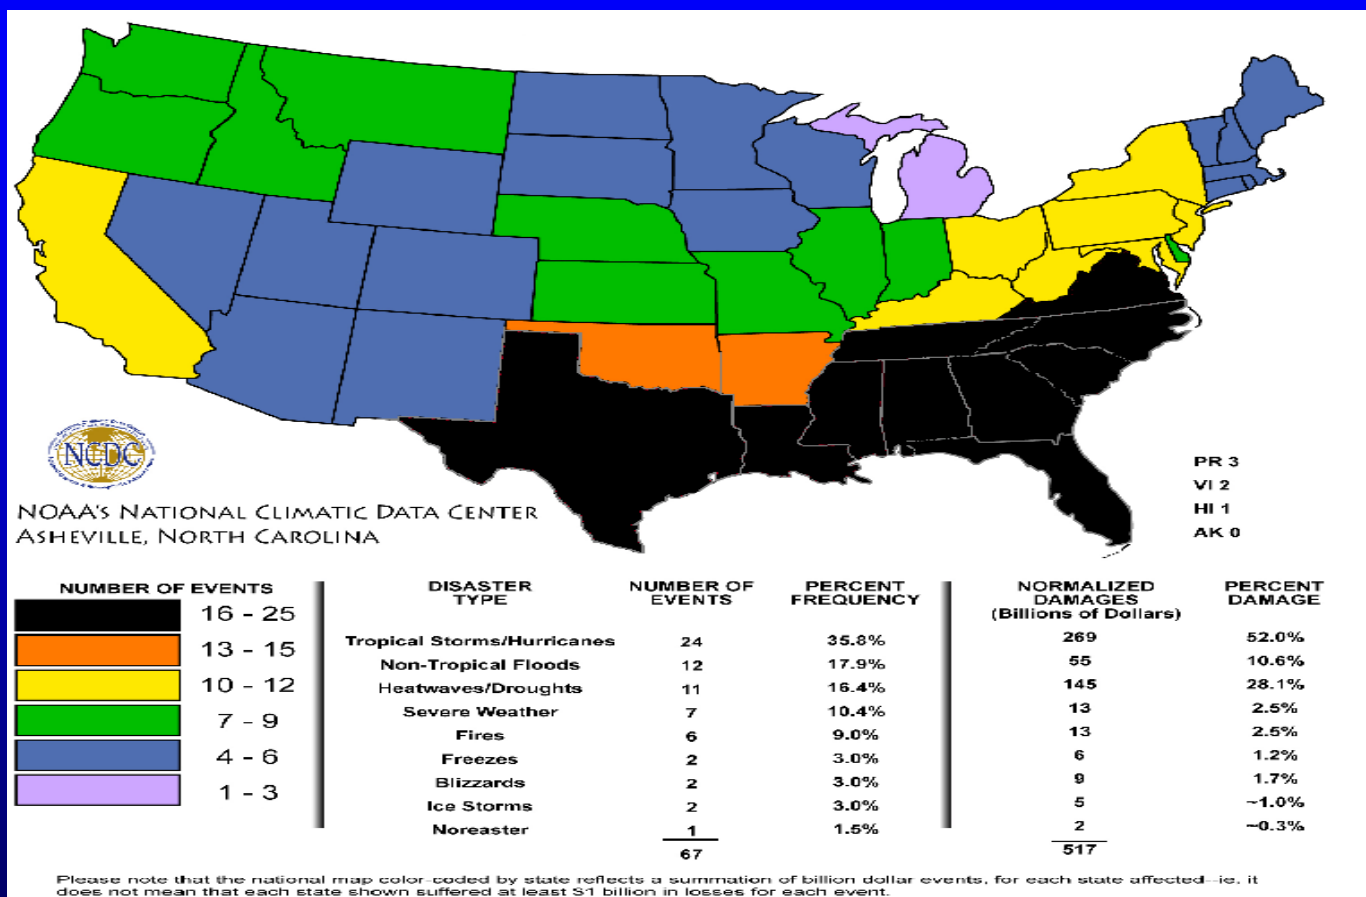 NCDC
NOAA'S NATIONAL CLIMATIC DATA CENTER
ASHEVILLE, NORTH CAROLINA
PR 3
VI 2
HI 1
AK 0
NUMBER OF EVENTS
16 - 25
13 - 15
10 - 12
7 - 9
4 - 6
1 - 3
DISASTER TYPE NUMBER OF EVENTS PERCENT FREQUENCY NORMALIZED DAMAGES (Billions of Dollars) PERCENT DAMAGE
Tropical Storms/Hurricanes 24 35.8% 269 52.0%
Non-Tropical Floods 12 17.9% 55 10.6%
Heatwaves/Droughts 11 16.4% 145 28.1%
Severe Weather 7 10.4% 13 2.5%
Fires 6 9.0% 13 2.5%
Freezes 2 3.0% 6 1.2%
Blizzards 2 3.0% 9 1.7%
Ice Storms 2 3.0% 5 ~1.0%
Noreaster 1 1.5% 2 ~0.3%
67 517
Please note that the national map color-coded by state reflects a summation of billion dollar events, for each state affected--ie, it
does not mean that each state shown suffered at least $1 billion in losses for each event.